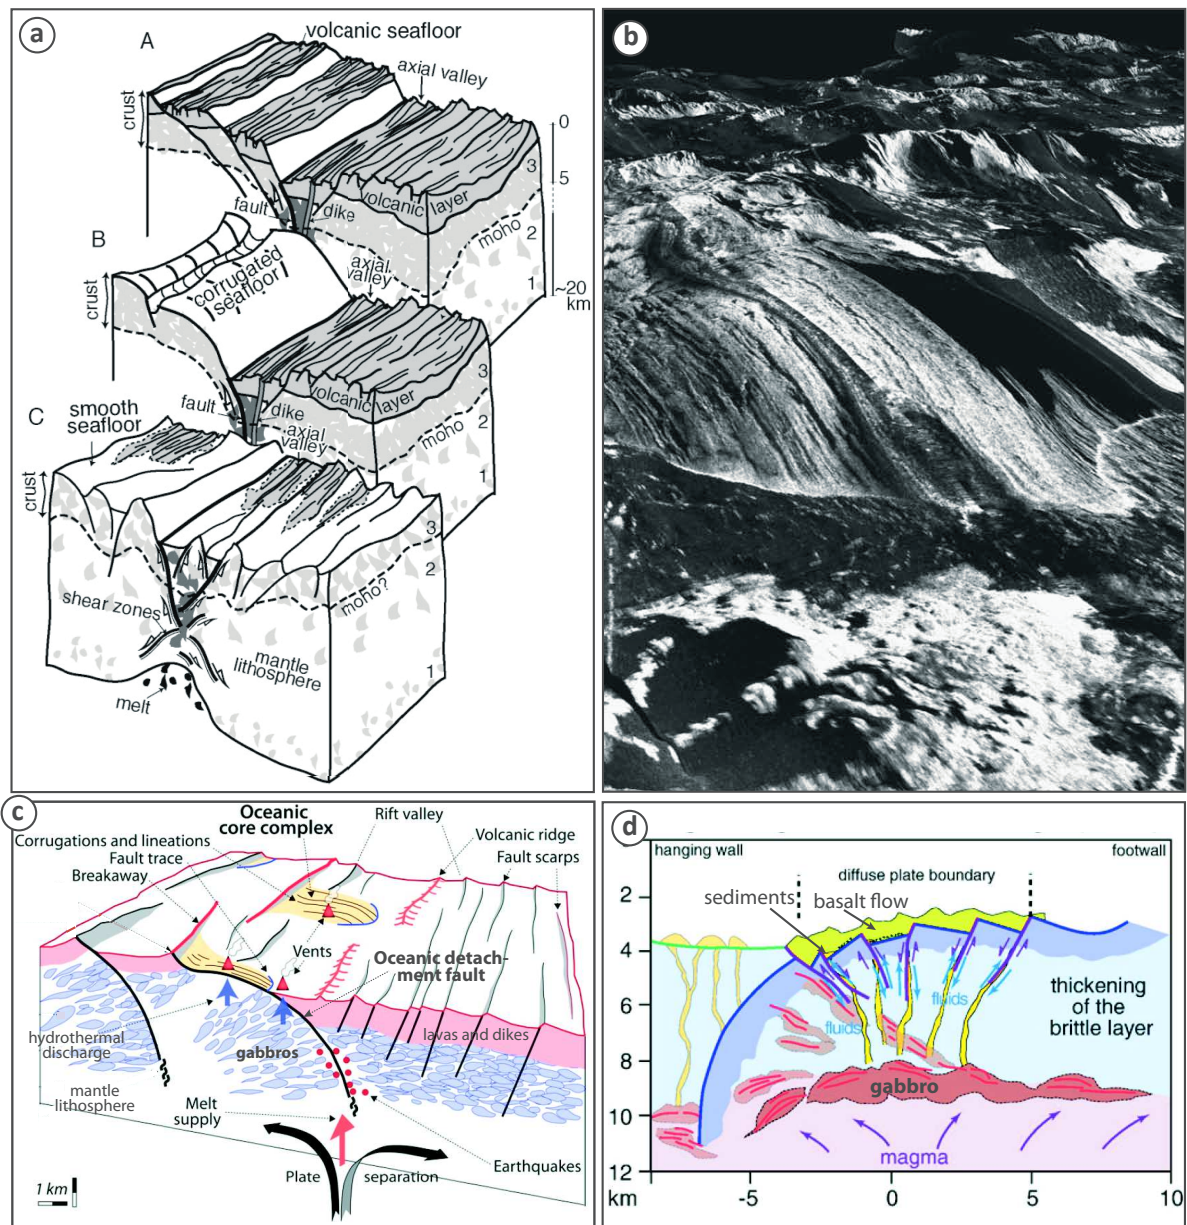 a
A
volcanic seafloor
axial valley
crust
0
5
~20
km
3
2
1
fault
dike
volcanic layer
moho
B
corrugated
seafloor
crust
axial
valley
3
2
1
fault
dike
volcanic layer
moho
C
smooth
seafloor
axial
valley
crust
3
2
1
shear zones
moho?
mantle
lithosphere
melt
b
c
Oceanic
core complex
Rift valley
Corrugations and lineations
Fault trace
Breakaway
Volcanic ridge
Fault scarps
Vents
Oceanic detach-
ment fault
hydrothermal
discharge
gabbros
lavas and dikes
mantle
lithosphere
Melt
supply
Earthquakes
Plate separation
1 km
d
hanging wall
footwall
diffuse plate boundary
sediments
basalt flow
2
4
6
8
10
12
km
fluids
fluids
thickening
of the
brittle layer
gabbro
magma
-5
0
5
10